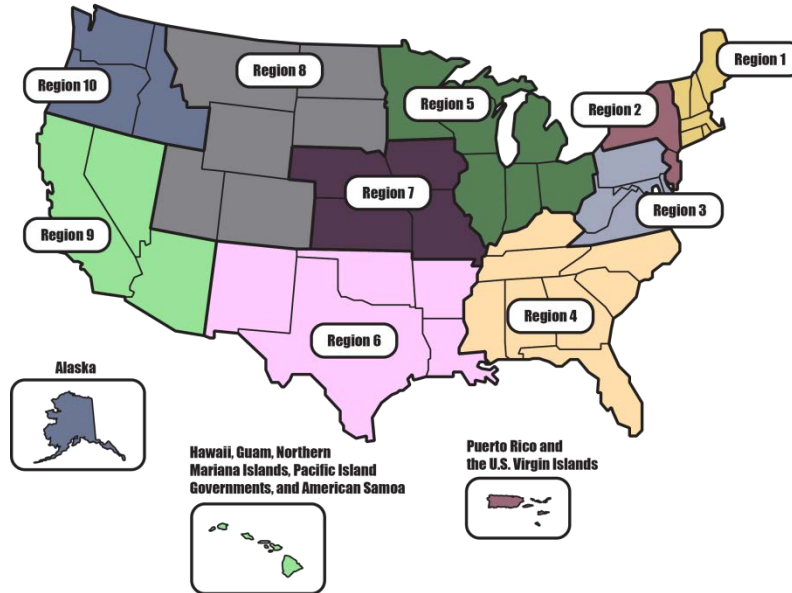 Region 1
Region 8
Region 10
Region 5
Region 2
Region 7
Region 3
Region 9
Region 4
Region 6
Alaska
Hawaii, Guam, Northern
Mariana Islands, Pacific Island
Governments, and American Samoa
Puerto Rico and
the U.S. Virgin Islands